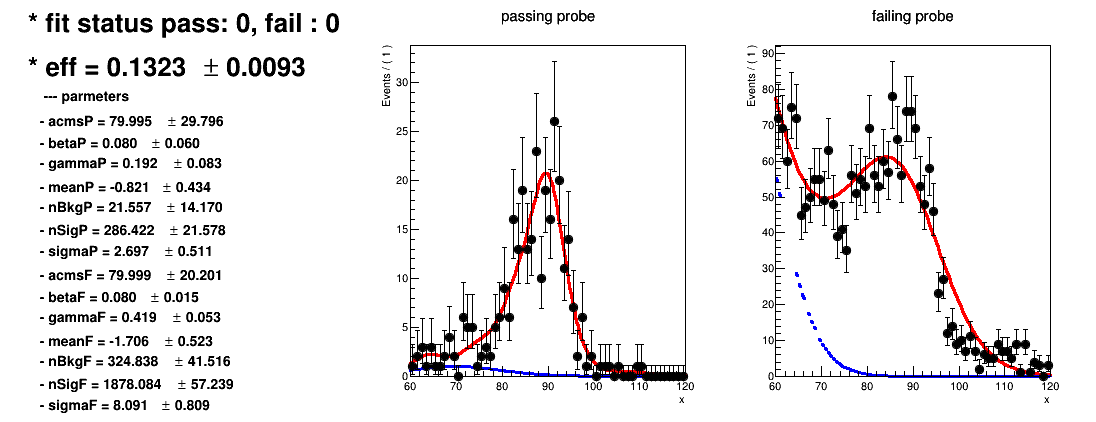 * fit status pass: 0, fail : 0
* eff = 0.1323 ± 0.0093
--- parmeters
- acmsP = 79.995 ± 29.796
- betaP = 0.080 ± 0.060
- gammaP = 0.192 ± 0.083
- meanP = -0.821 ± 0.434
- nBkgP = 21.557 ± 14.170
- nSigP = 286.422 ± 21.578
- sigmaP = 2.697 ± 0.511
- acmsF = 79.999 ± 20.201
- betaF = 0.080 ± 0.015
- gammaF = 0.419 ± 0.053
- meanF = -1.706 ± 0.523
- nBkgF = 324.838 ± 41.516
- nSigF = 1878.084 ± 57.239
- sigmaF = 8.091 ± 0.809
passing probe
Events / ( 1 )
30
25
20
15
10
5
0
60 70 80 90 100 110 120
x
failing probe
Events / ( 1 )
90
80
70
60
50
40
30
20
10
0
60 70 80 90 100 110 120
x